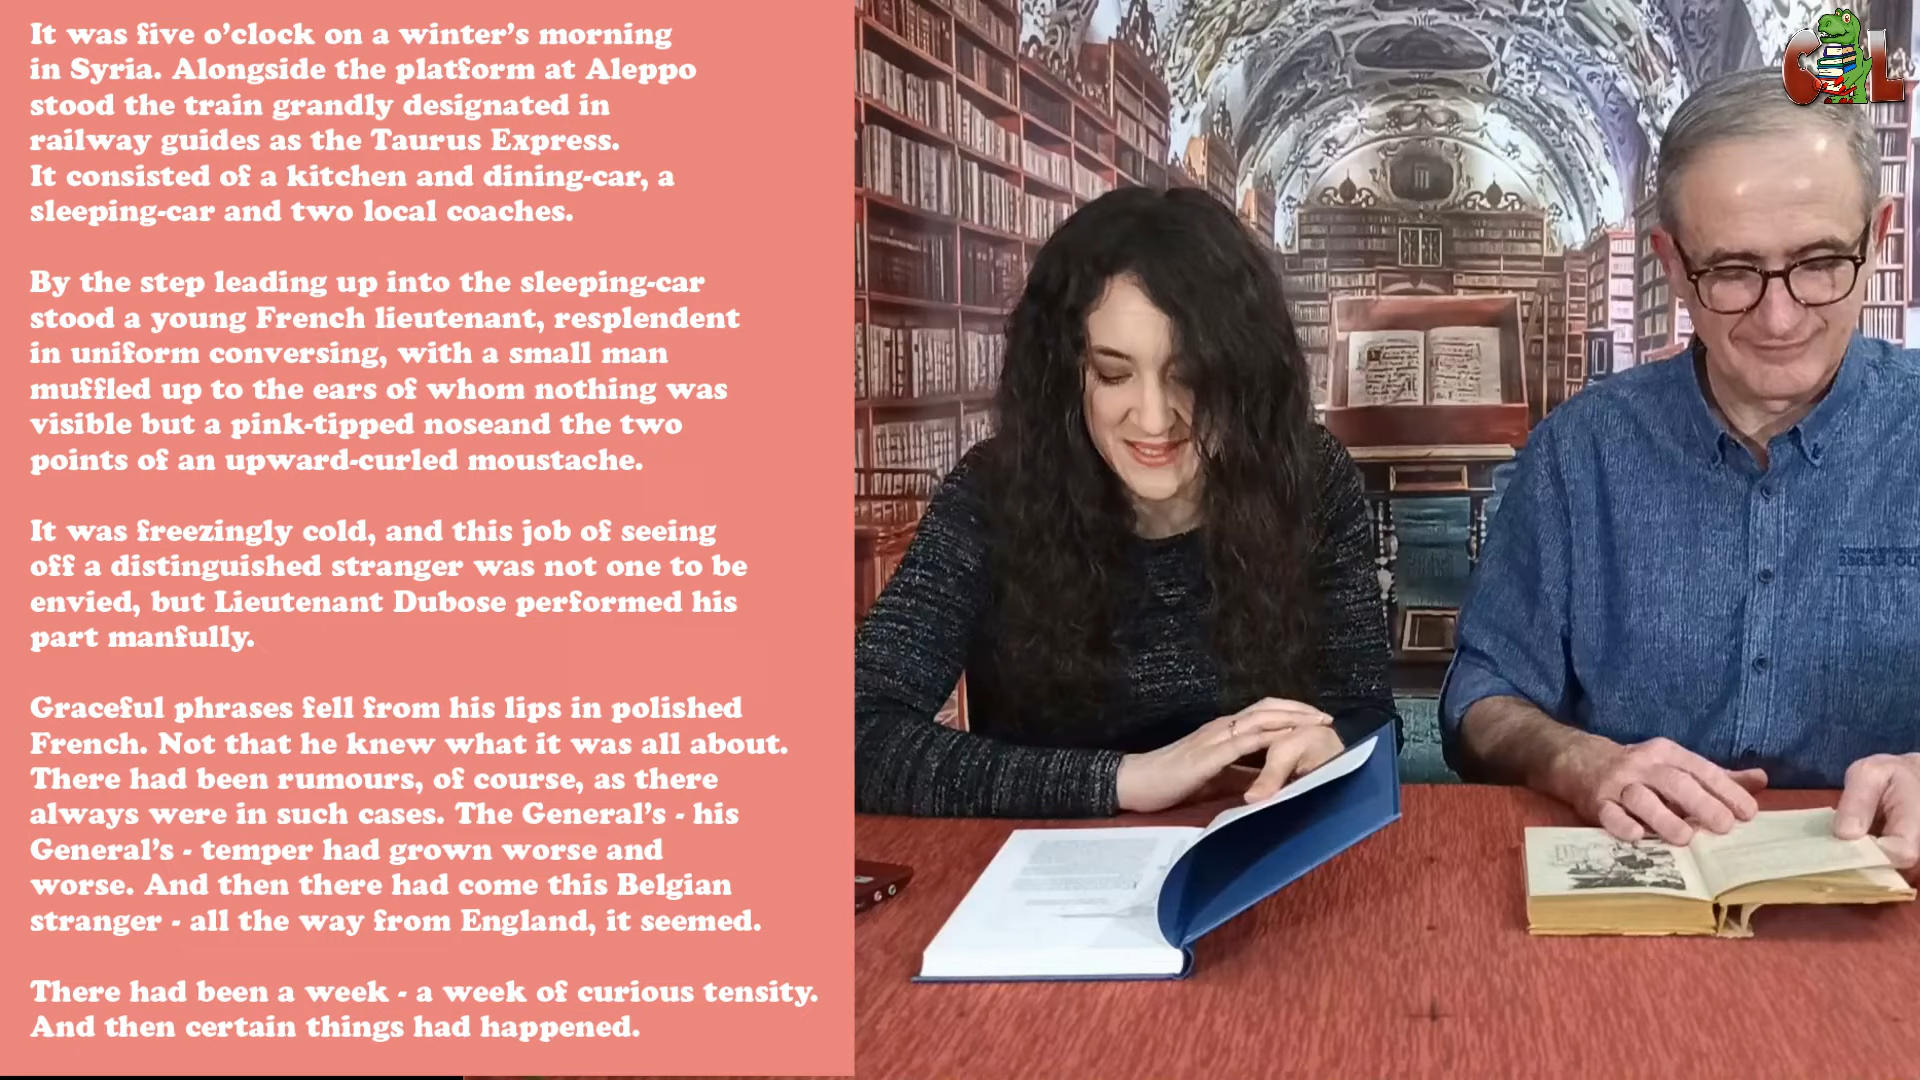 It was five o'clock on a winter's morning
in Syria. Alongside the platform at Aleppo
stood the train grandly designated in
railway guides as the Taurus Express.
It consisted of a kitchen and dining-car, a
sleeping-car and two local coaches.
By the step leading up into the sleeping-car
stood a young French lieutenant, resplendent
in uniform conversing, with a small man
muffled up to the ears of whom nothing was
visible but a pink-tipped noseand the two
points of an upward-curled moustache.
It was freezingly cold, and this job of seeing
off a distinguished stranger was not one to be
envied, but Lieutenant Dubose performed his
part manfully.
Graceful phrases fell from his lips in polished
French. Not that he knew what it was all about.
There had been rumours, of course, as there
always were in such cases. The General's - his
General's - temper had grown worse and
worse. And then there had come this Belgian
stranger - all the way from England, it seemed.
There had been a week - a week of curious tensity.
And then certain things had happened.
C L